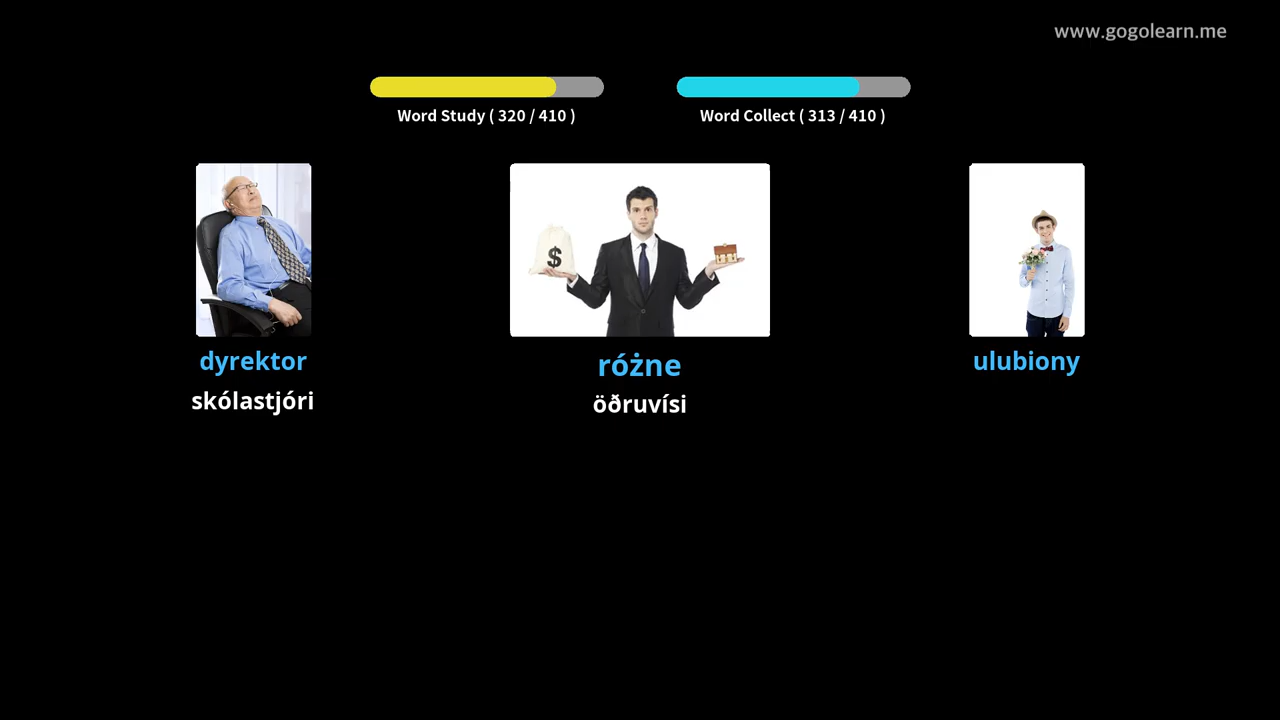 www.gogolearn.me
Word Study ( 320 / 410 )
Word Collect ( 313 / 410 )
$
dyrektor
skólastjóri
różne
öðruvísi
ulubiony